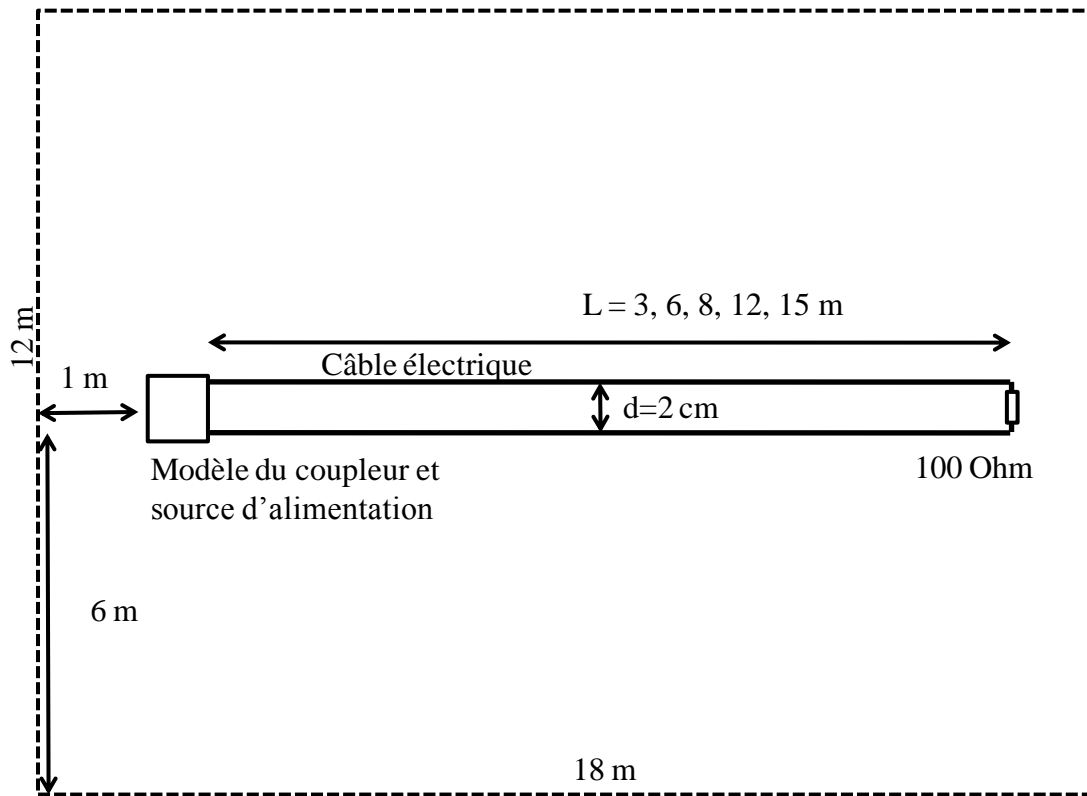 L = 3, 6, 8, 12, 15 m
12 m
Câble électrique
1 m
d=2 cm
Modèle du coupleur et
source d’alimentation
100 Ohm
6 m
18 m